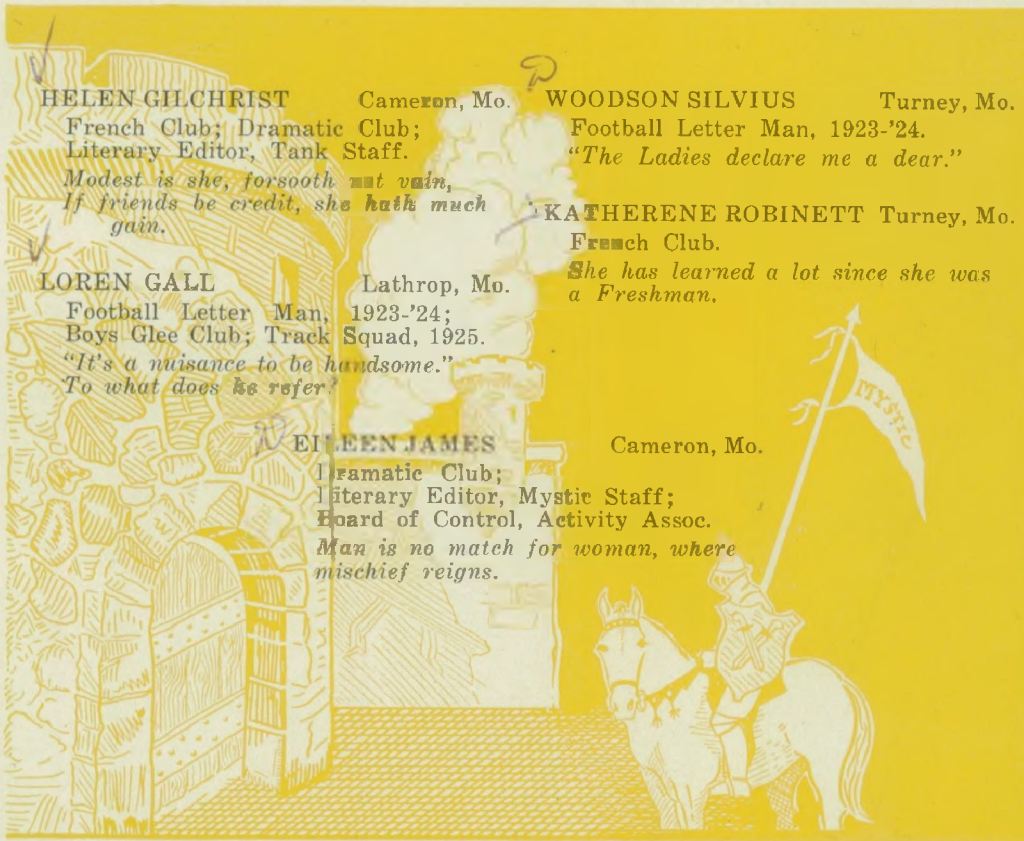 HELEN GILCHRIST Cameron, Mo.
French Club; Dramatic Club;
Literary Editor, Tank Staff.
Modest is she, forsooth not vain,
If friends be credit, she hath much
gain.
LOREN GALL Lathrop, Mo.
Football Letter Man, 1923-'24;
Boys Glee Club; Track Squad, 1925.
"It's a nuisance to be handsome."
To what does he refer?
WOODSON SILVIUS Turney, Mo.
Football Letter Man, 1923-'24.
"The Ladies declare me a dear."
KATHERENE ROBINETT Turney, Mo.
French Club.
She has learned a lot since she was
a Freshman.
EILEEN JAMES Cameron, Mo.
Dramatic Club;
Literary Editor, Mystic Staff;
Board of Control, Activity Assoc.
Man is no match for woman, where
mischief reigns.
MYSTIC